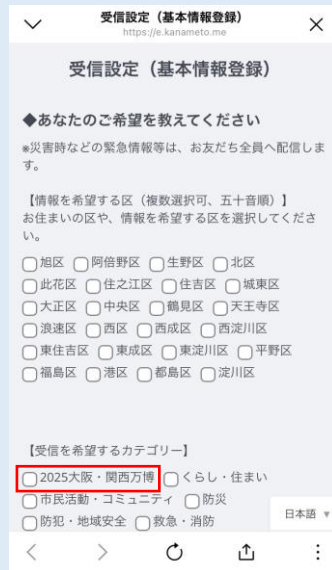 受信設定（基本情報登録）
https://e.kanameto.me
受信設定（基本情報登録）
◆あなたのご希望を教えてください
※災害時などの緊急情報等は、お友だち全員へ配信しま
す。
【情報を希望する区（複数選択可、五十音順）】
お住まいの区や、情報を希望する区を選択してくださ
い。
旭区 阿倍野区 生野区 北区
此花区 住之江区 住吉区 城東区
大正区 中央区 鶴見区 天王寺区
浪速区 西区 西成区 西淀川区
東住吉区 東成区 東淀川区 平野区
福島区 港区 都島区 淀川区
【受信を希望するカテゴリー】
2025大阪・関西万博 くらし・住まい
市民活動・コミュニティ 防災
防犯・地域安全 救急・消防
日本語